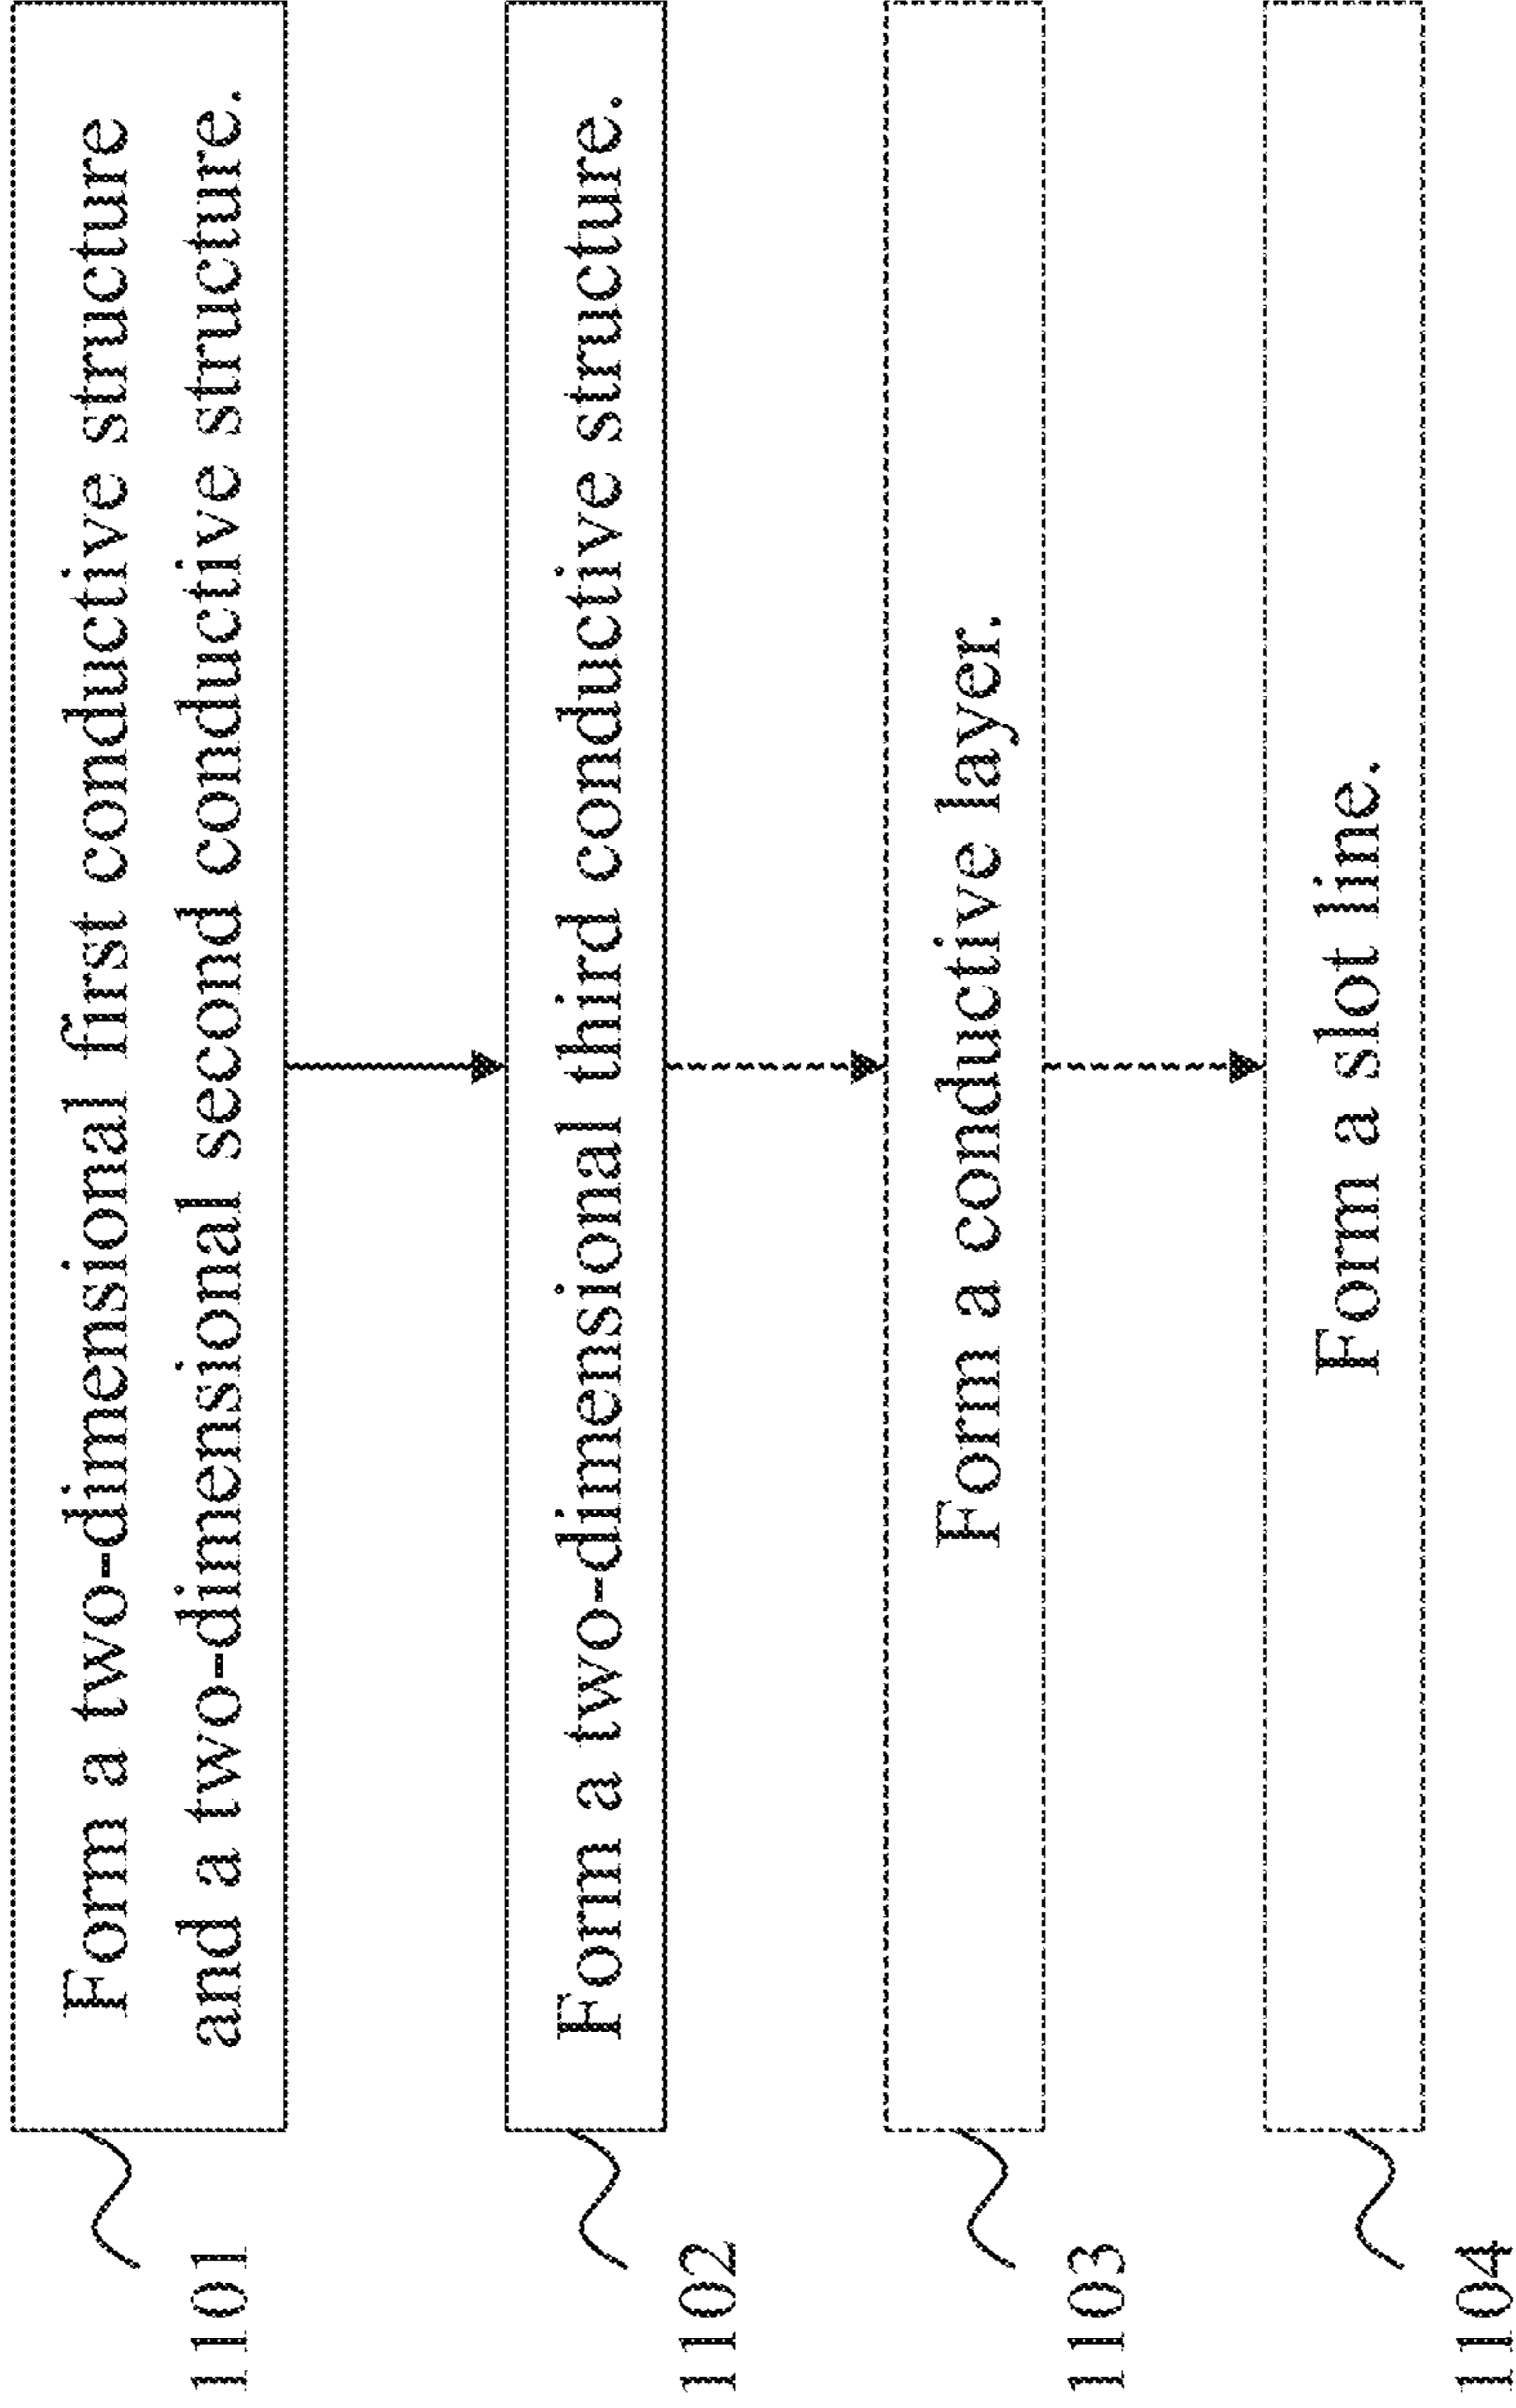 1101
Form a two-dimensional first conductive structure
and a two-dimensional second conductive structure.
1102
Form a two-dimensional third conductive structure.
1103
Form a conductive layer.
1104
Form a slot line.